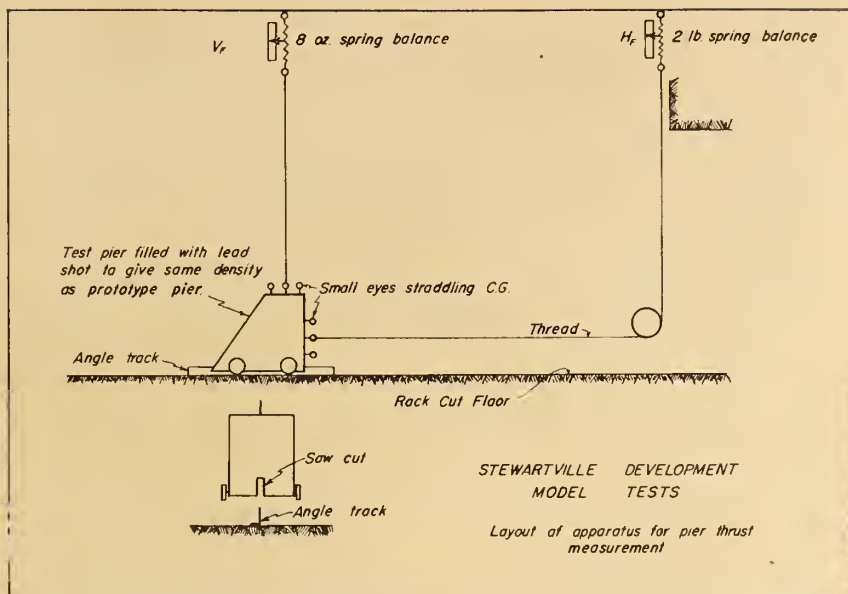 V_F
8 oz. spring balance
H_F
2 lb. spring balance
Test pier filled with lead
shot to give same density
as prototype pier.
Small eyes straddling C.G.
Thread
Angle track
Rock Cut Floor
Saw cut
Angle track
STEWARTVILLE DEVELOPMENT
MODEL TESTS
Layout of apparatus for pier thrust
measurement